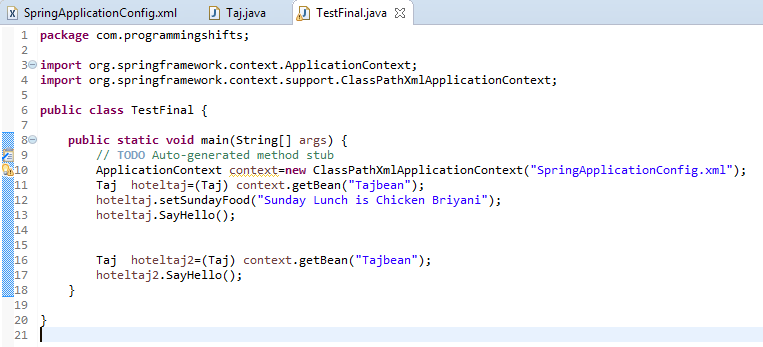 SpringApplicationConfig.xml Taj.java TestFinal.java
1 package com.programmingshifts;
2
3 import org.springframework.context.ApplicationContext;
4 import org.springframework.context.support.ClassPathXmlApplicationContext;
5
6 public class TestFinal {
7
8 public static void main(String[] args) {
9 // TODO Auto-generated method stub
10 ApplicationContext context=new ClassPathXmlApplicationContext("SpringApplicationConfig.xml");
11 Taj  hoteltaj=(Taj) context.getBean("Tajbean");
12 hoteltaj.setSundayFood("Sunday Lunch is Chicken Briyani");
13 hoteltaj.SayHello();
14
15
16 Taj  hoteltaj2=(Taj) context.getBean("Tajbean");
17 hoteltaj2.SayHello();
18 }
19
20 }
21